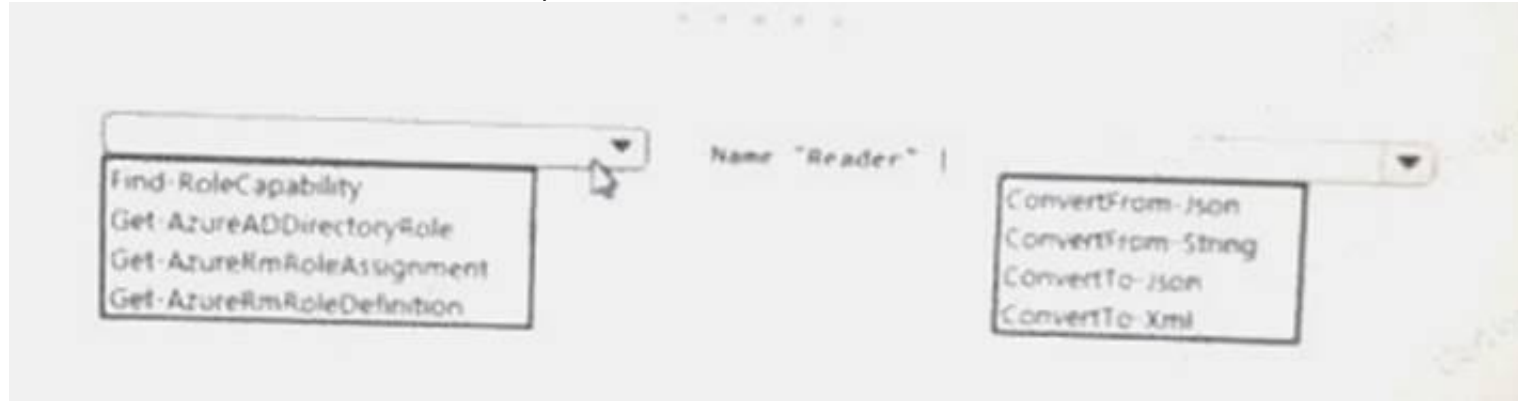 Name "Reader" |
Find-RoleCapability
Get-AzureADDirectoryRole
Get-AzureRmRoleAssignment
Get-AzureRmRoleDefinition
ConvertFrom-Json
ConvertFrom-String
ConvertTo-Json
ConvertTo-Xml